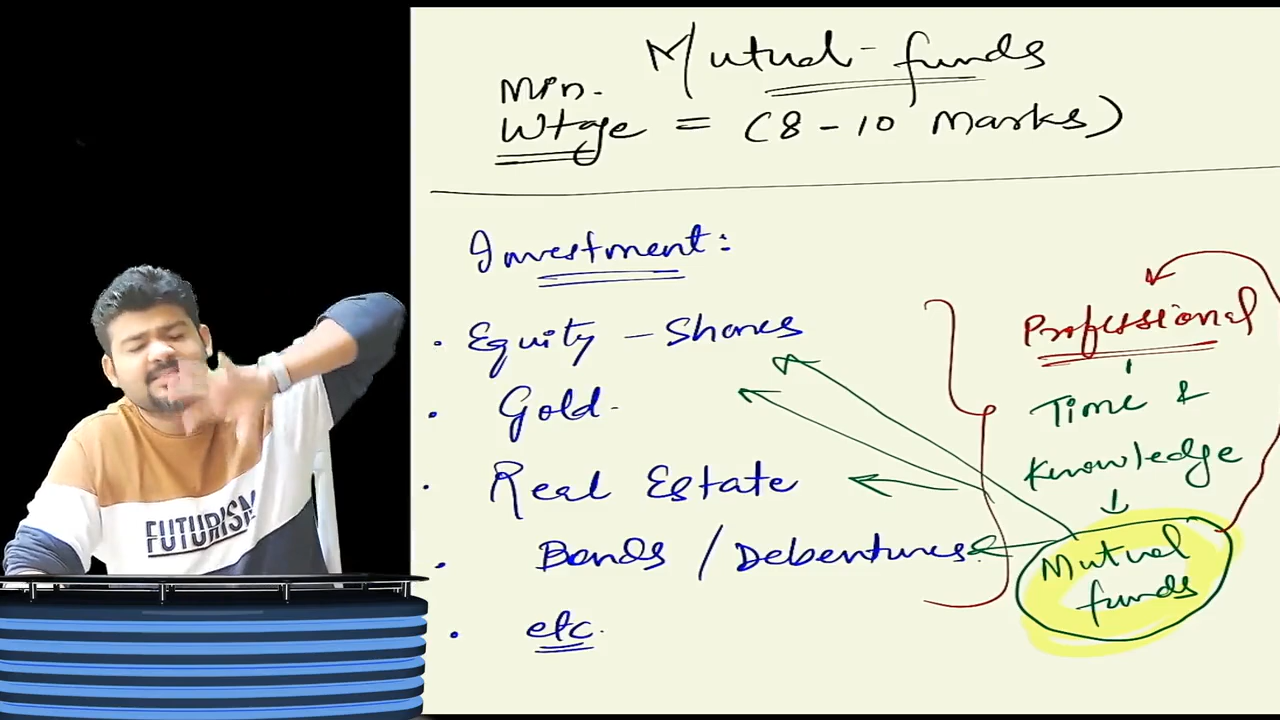 Mutual-funds
Min.
Wtage = (8-10 Marks)
Investment:
• Equity - Shares
• Gold.
• Real Estate
• Bonds / Debentures.
• etc.
Professional
Time &
Knowledge
↓
Mutual
funds
FUTURISM